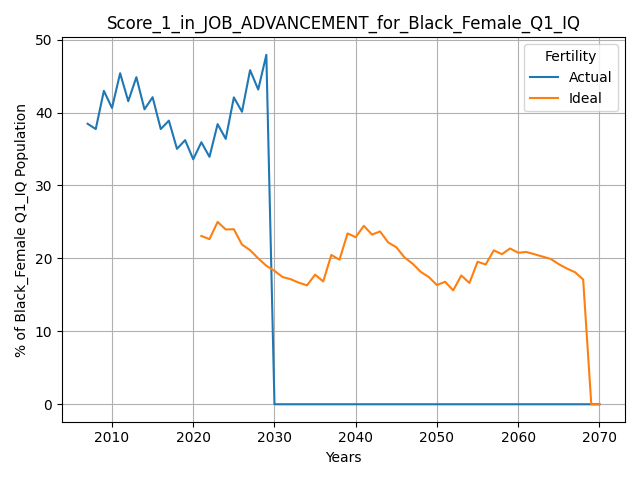 Score_1_in_JOB_ADVANCEMENT_for_Black_Female_Q1_IQ
Fertility
Actual
Ideal
% of Black_Female Q1_IQ Population
50
40
30
20
10
0
2010 2020 2030 2040 2050 2060 2070
Years